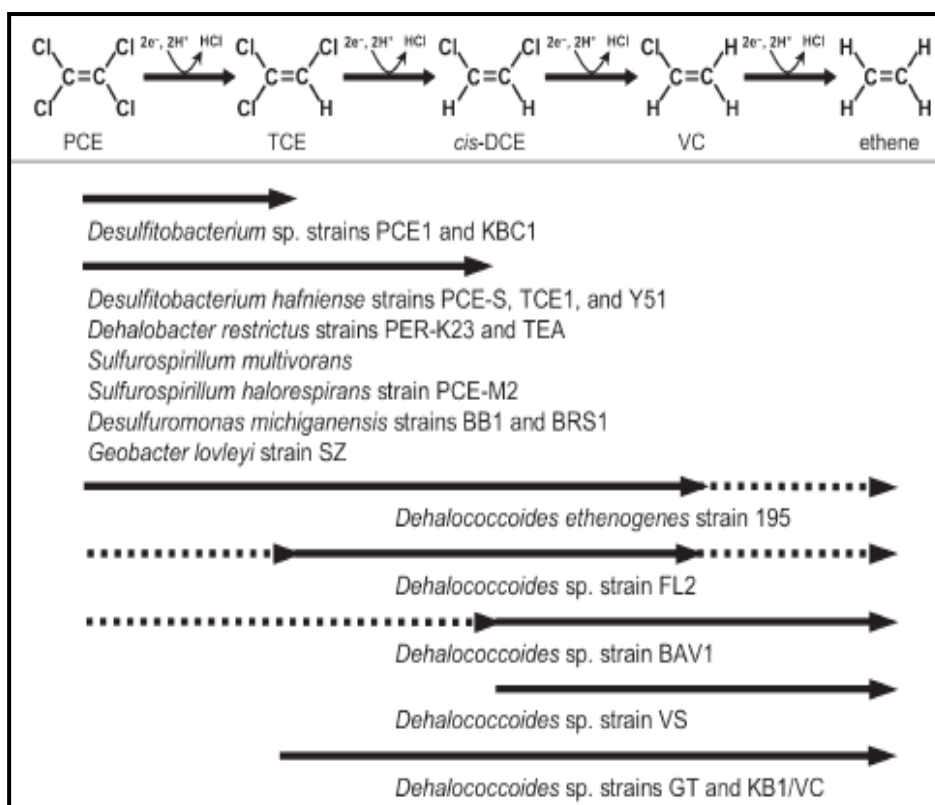 Cl Cl 2e⁻, 2H⁺ HCl Cl Cl 2e⁻, 2H⁺ HCl Cl Cl 2e⁻, 2H⁺ HCl Cl H 2e⁻, 2H⁺ HCl H H
C=C C=C C=C C=C C=C
Cl Cl Cl H H H H H H H
PCE TCE cis-DCE VC ethene
Desulfitobacterium sp. strains PCE1 and KBC1
Desulfitobacterium hafniense strains PCE-S, TCE1, and Y51
Dehalobacter restrictus strains PER-K23 and TEA
Sulfurospirillum multivorans
Sulfurospirillum halorespirans strain PCE-M2
Desulfuromonas michiganensis strains BB1 and BRS1
Geobacter lovleyi strain SZ
Dehalococcoides ethenogenes strain 195
Dehalococcoides sp. strain FL2
Dehalococcoides sp. strain BAV1
Dehalococcoides sp. strain VS
Dehalococcoides sp. strains GT and KB1/VC